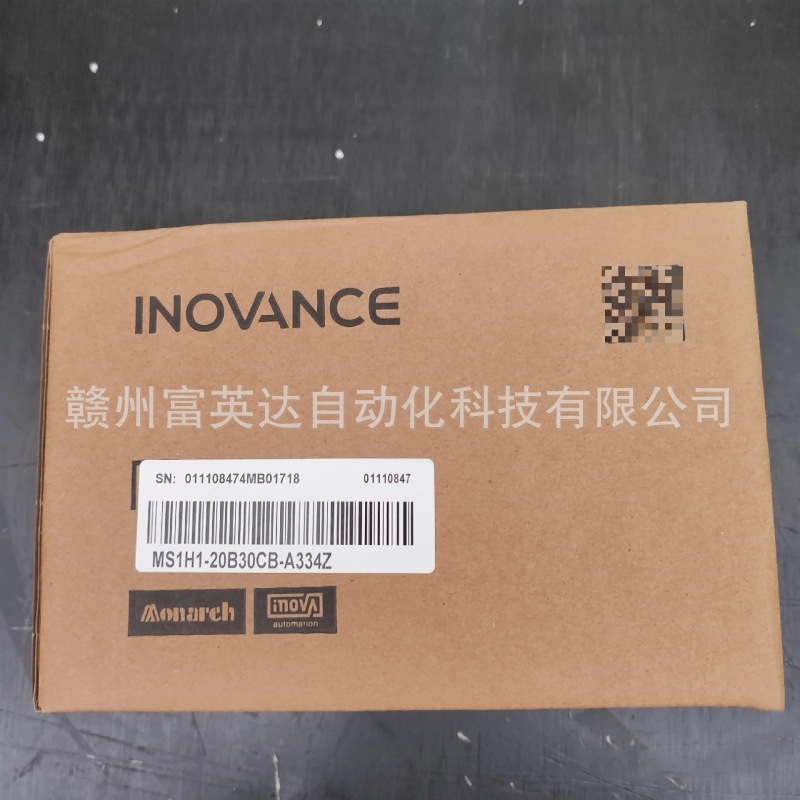 INOVANCE
赣州富英达自动化科技有限公司
SN: 011108474MB01718 01110847
MS1H1-20B30CB-A334Z
Monarch
inova
automation